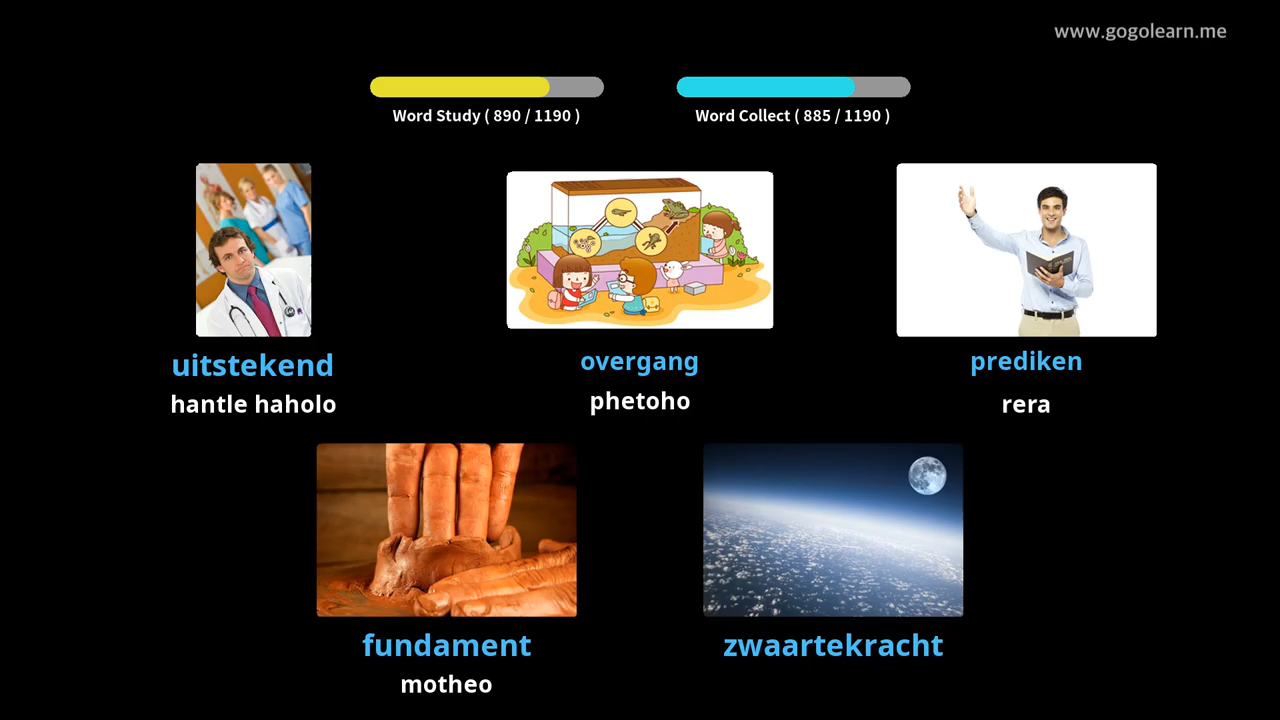 www.gogolearn.me
Word Study ( 890 / 1190 )
Word Collect ( 885 / 1190 )
uitstekend
hantle haholo
overgang
phetoho
prediken
rera
fundament
motheo
zwaartekracht